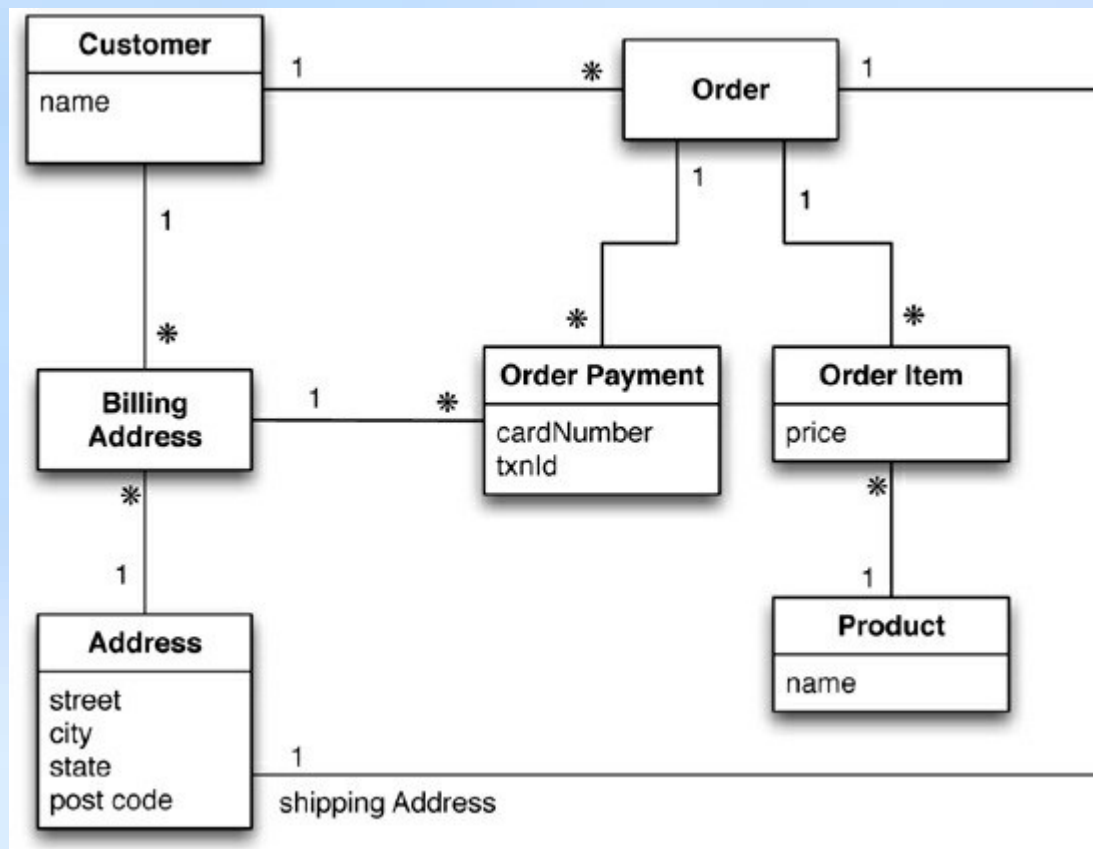 Customer
name
1
*
Order
1
1
1
1
*
*
*
Billing
Address
1
*
Order Payment
cardNumber
txnId
Order Item
price
*
*
1
1
Product
name
Address
street
city
state
post code
1
shipping Address